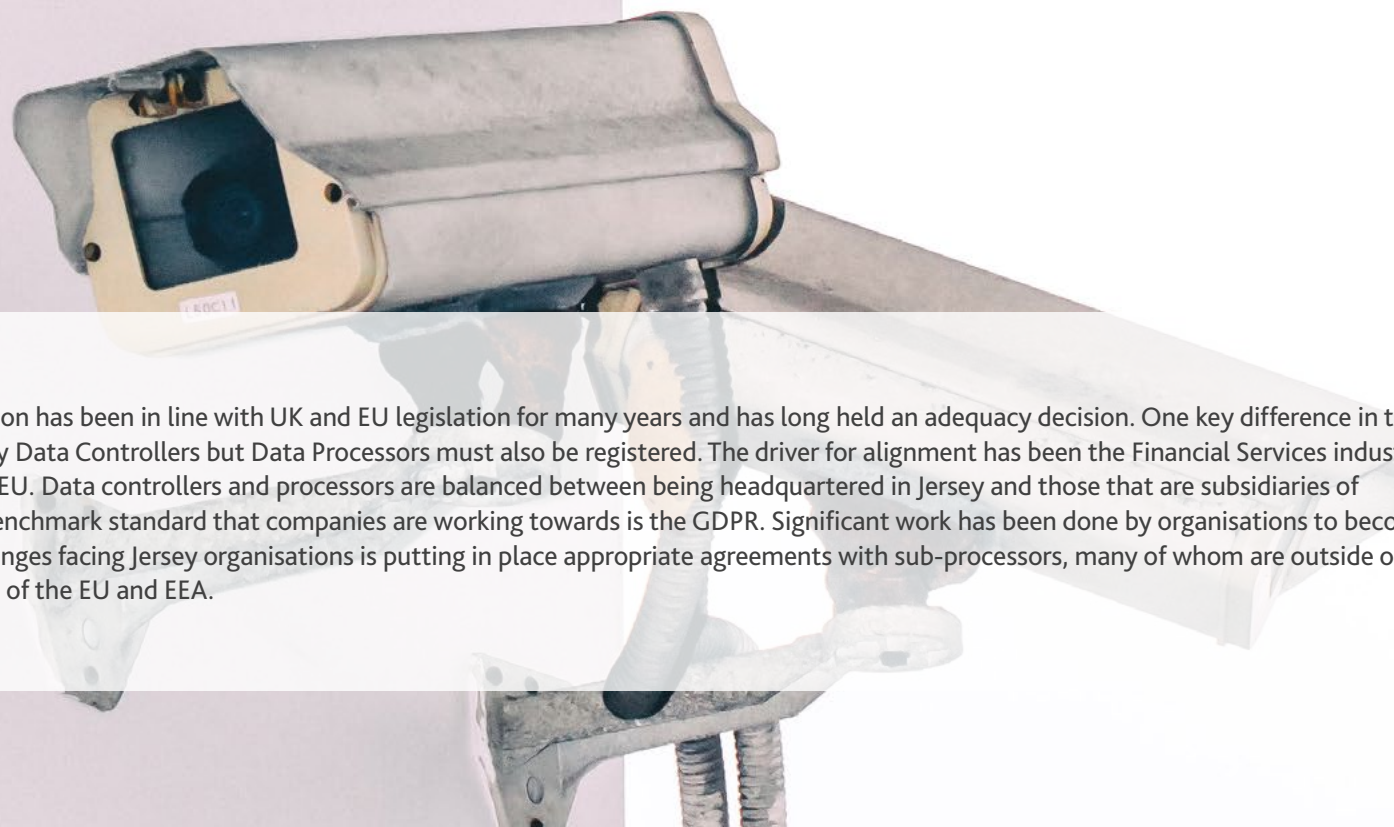 on has been in line with UK and EU legislation for many years and has long held an adequacy decision. One key difference in t
y Data Controllers but Data Processors must also be registered. The driver for alignment has been the Financial Services indust
EU. Data controllers and processors are balanced between being headquartered in Jersey and those that are subsidiaries of
enchmark standard that companies are working towards is the GDPR. Significant work has been done by organisations to beco
nges facing Jersey organisations is putting in place appropriate agreements with sub-processors, many of whom are outside o
of the EU and EEA.